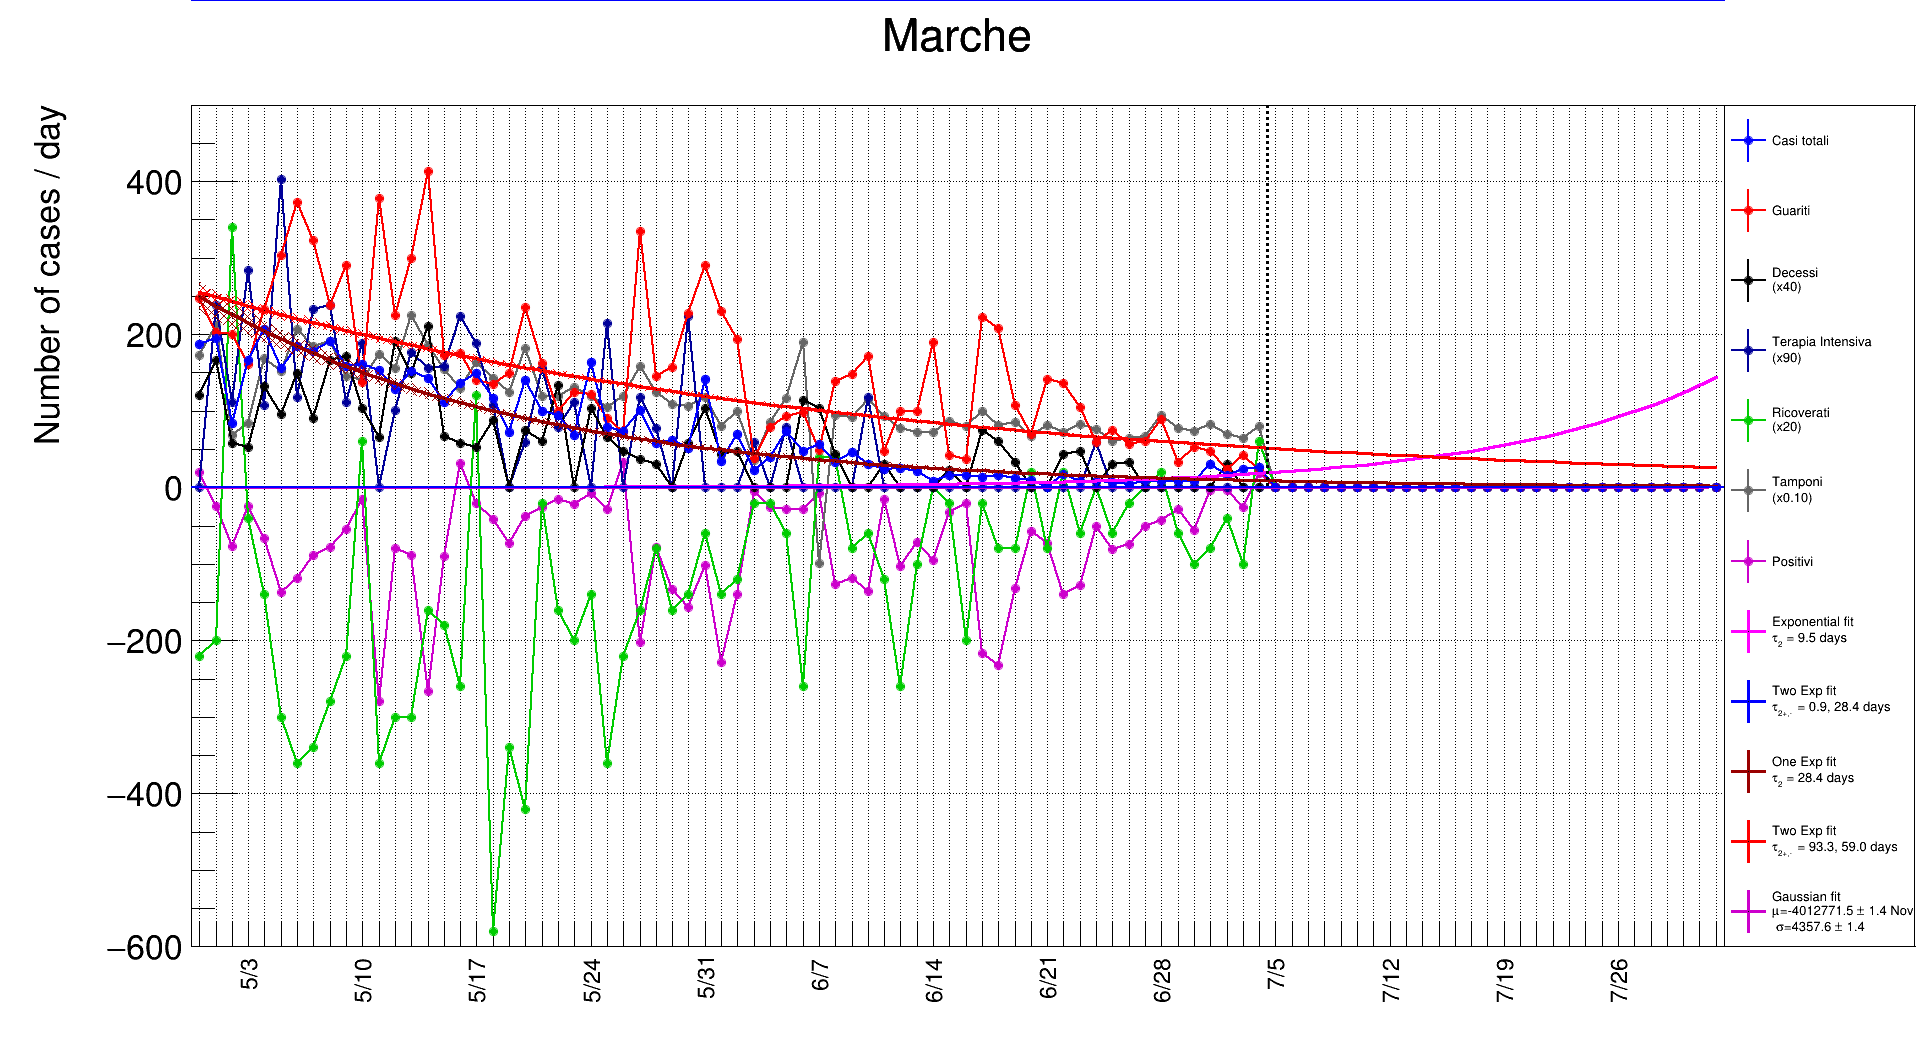 Marche
Number of cases / day
400
200
0
−200
−400
−600
5/3
5/10
5/17
5/24
5/31
6/7
6/14
6/21
6/28
7/5
7/12
7/19
7/26
Casi totali
Guariti
Decessi
(x40)
Terapia Intensiva
(x90)
Ricoverati
(x20)
Tamponi
(x0.10)
Positivi
Exponential fit
τ2 = 9.5 days
Two Exp fit
τ2+,- = 0.9, 28.4 days
One Exp fit
τ2 = 28.4 days
Two Exp fit
τ2+,- = 93.3, 59.0 days
Gaussian fit
μ=-4012771.5 ± 1.4 Nov
σ=4357.6 ± 1.4